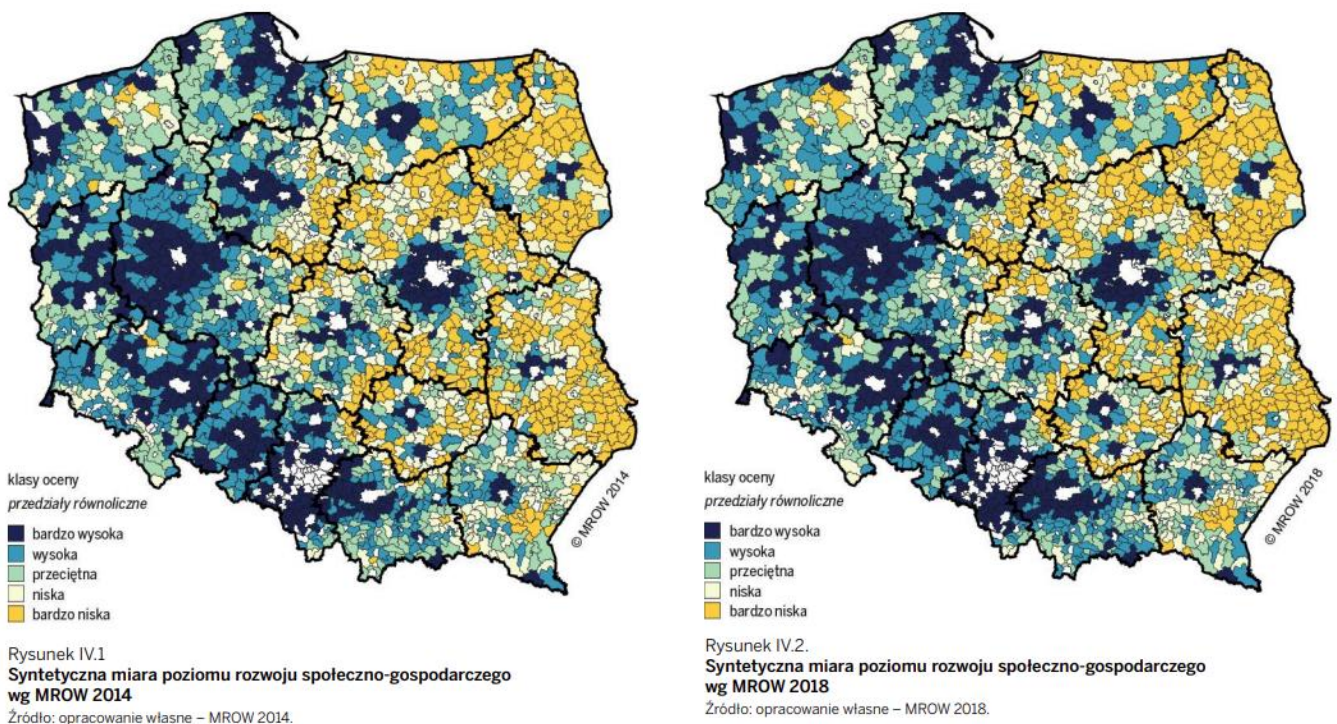 klasy oceny
przedziały równoliczne
bardzo wysoka
wysoka
przeciętna
niska
bardzo niska
© MROW 2014
Rysunek IV.1
Syntetyczna miara poziomu rozwoju społeczno-gospodarczego
wg MROW 2014
Źródło: opracowanie własne – MROW 2014.
klasy oceny
przedziały równoliczne
bardzo wysoka
wysoka
przeciętna
niska
bardzo niska
© MROW 2018
Rysunek IV.2.
Syntetyczna miara poziomu rozwoju społeczno-gospodarczego
wg MROW 2018
Źródło: opracowanie własne – MROW 2018.